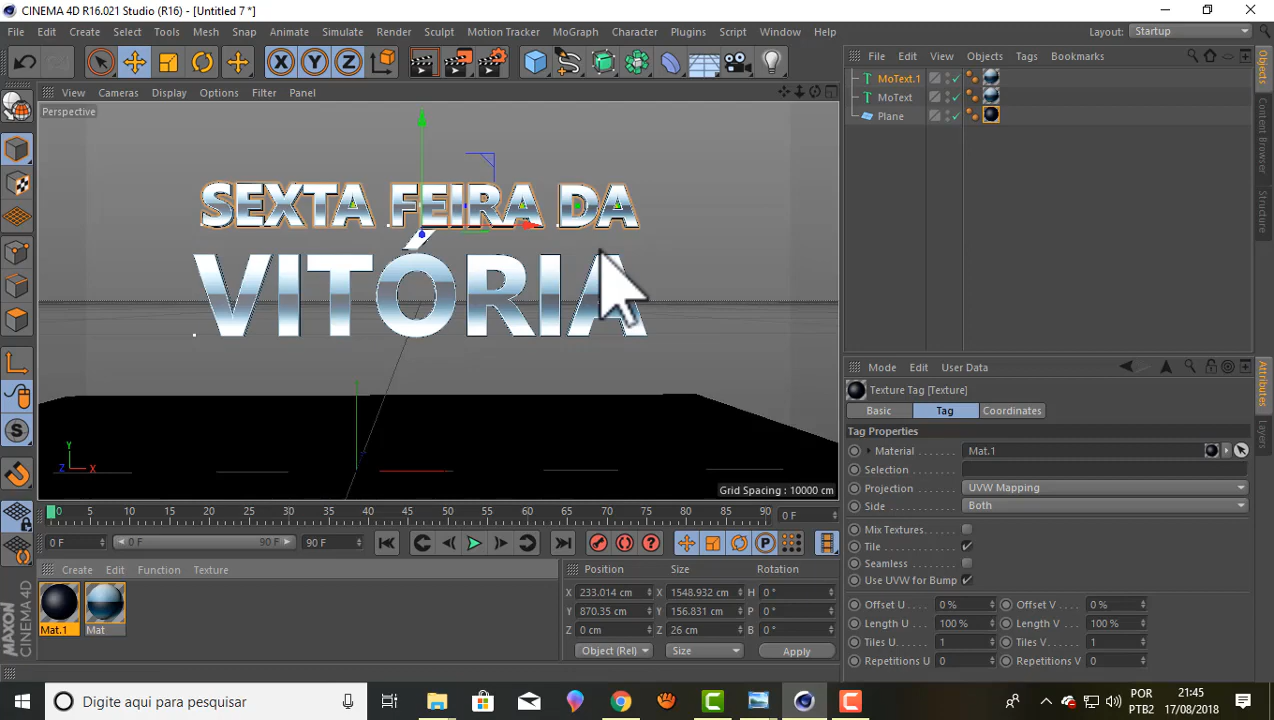 CINEMA 4D R16.021 Studio (R16) - [Untitled 7 *]
File Edit Create Select Tools Mesh Snap Animate Simulate Render Sculpt Motion Tracker MoGraph Character Plugins Script Window Help Layout: Startup
X Y Z
File Edit View Objects Tags Bookmarks
View Cameras Display Options Filter Panel
Perspective
MoText.1
MoText
Plane
SEXTA FEIRA DA
VITÓRIA
Y
Z X
Grid Spacing : 10000 cm
Objects
Content Browser
Structure
Attributes
Layers
Mode Edit User Data
Texture Tag [Texture]
Basic Tag Coordinates
Tag Properties
Material Mat.1
Selection
Projection UVW Mapping
Side Both
Mix Textures
Tile
Seamless
Use UVW for Bump
Offset U 0 % Offset V 0 %
Length U 100 % Length V 100 %
Tiles U 1 Tiles V 1
Repetitions U 0 Repetitions V 0
0 5 10 15 20 25 30 35 40 45 50 55 60 65 70 75 80 85 90 0 F
0 F 0 F 90 F 90 F
Create Edit Function Texture
Mat.1 Mat
Position Size Rotation
X 233.014 cm X 1548.932 cm H 0 °
Y 870.35 cm Y 156.831 cm P 0 °
Z 0 cm Z 26 cm B 0 °
Object (Rel) Size Apply
MAXON
CINEMA 4D
Digite aqui para pesquisar
POR
PTB2
21:45
17/08/2018